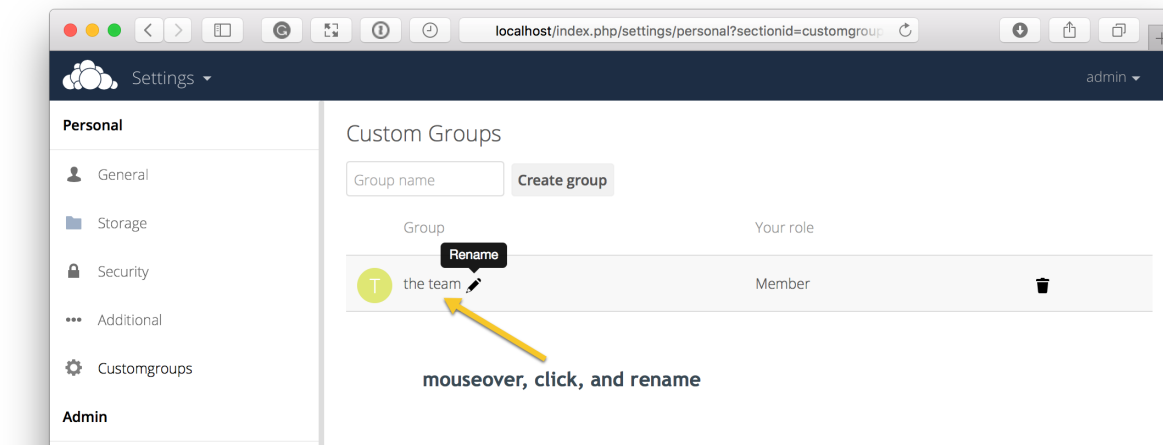 localhost/index.php/settings/personal?sectionid=customgroup
Settings
admin
Personal
General
Storage
Security
Additional
Customgroups
Admin
Custom Groups
Group name
Create group
Group
Your role
Rename
T
the team
Member
mouseover, click, and rename